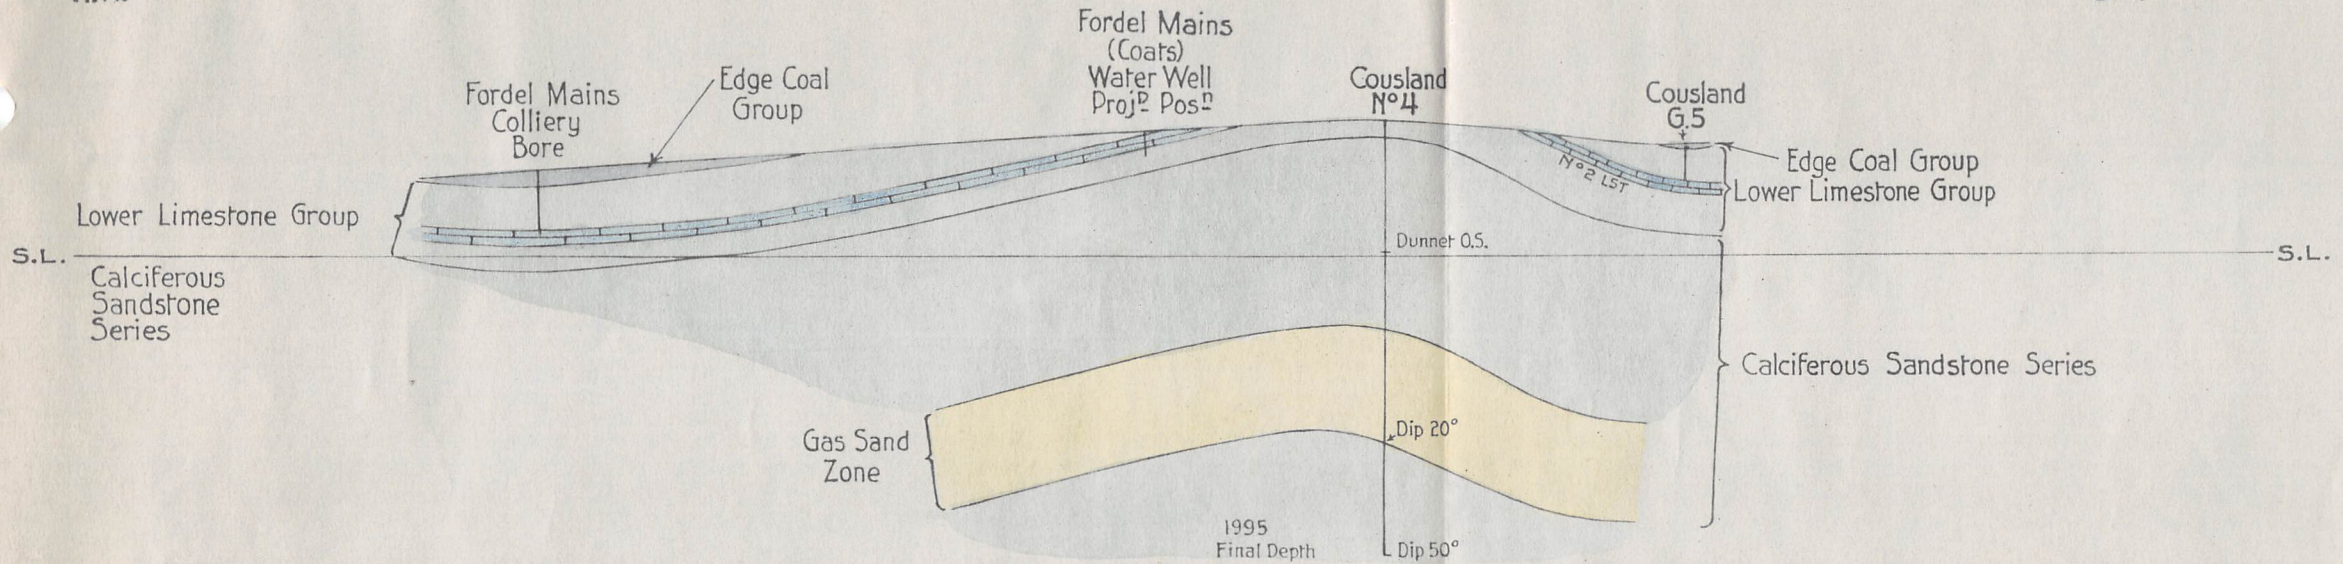 Fordel Mains
(Coats)
Water Well
Projᴰ Posⁿ
Fordel Mains
Colliery
Bore
Edge Coal
Group
Cousland
Nº4
Cousland
G.5
Edge Coal Group
Lower Limestone Group
Nº2 LST
Lower Limestone Group
Dunnet O.S.
S.L.
S.L.
Calciferous
Sandstone
Series
Calciferous Sandstone Series
Gas Sand
Zone
Dip 20°
1995
Final Depth
Dip 50°